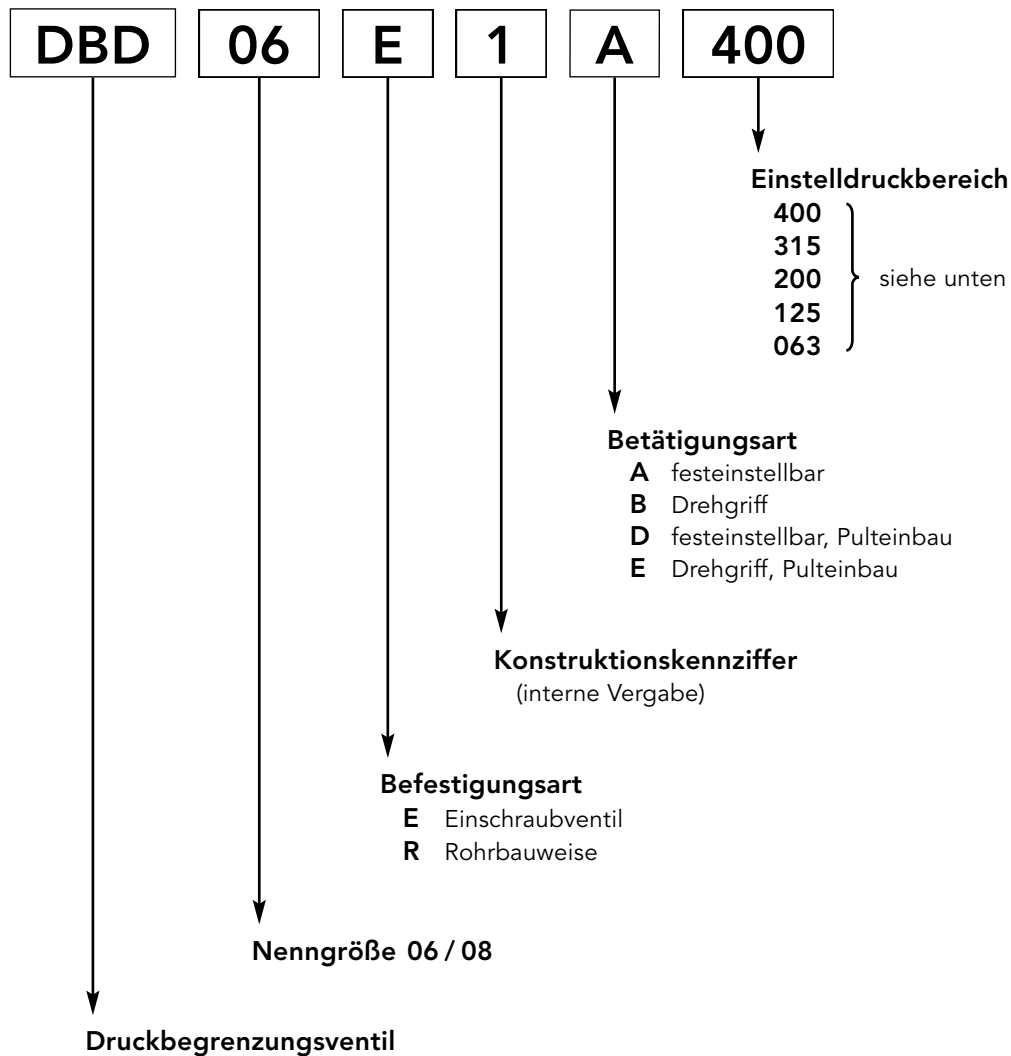 DBD 06 E 1 A 400
Einstelldruckbereich
400
315
200 siehe unten
125
063
Betätigungsart
A festeinstellbar
B Drehgriff
D festeinstellbar, Pulteinbau
E Drehgriff, Pulteinbau
Konstruktionskennziffer
(interne Vergabe)
Befestigungsart
E Einschraubventil
R Rohrbauweise
Nenngröße 06 / 08
Druckbegrenzungsventil